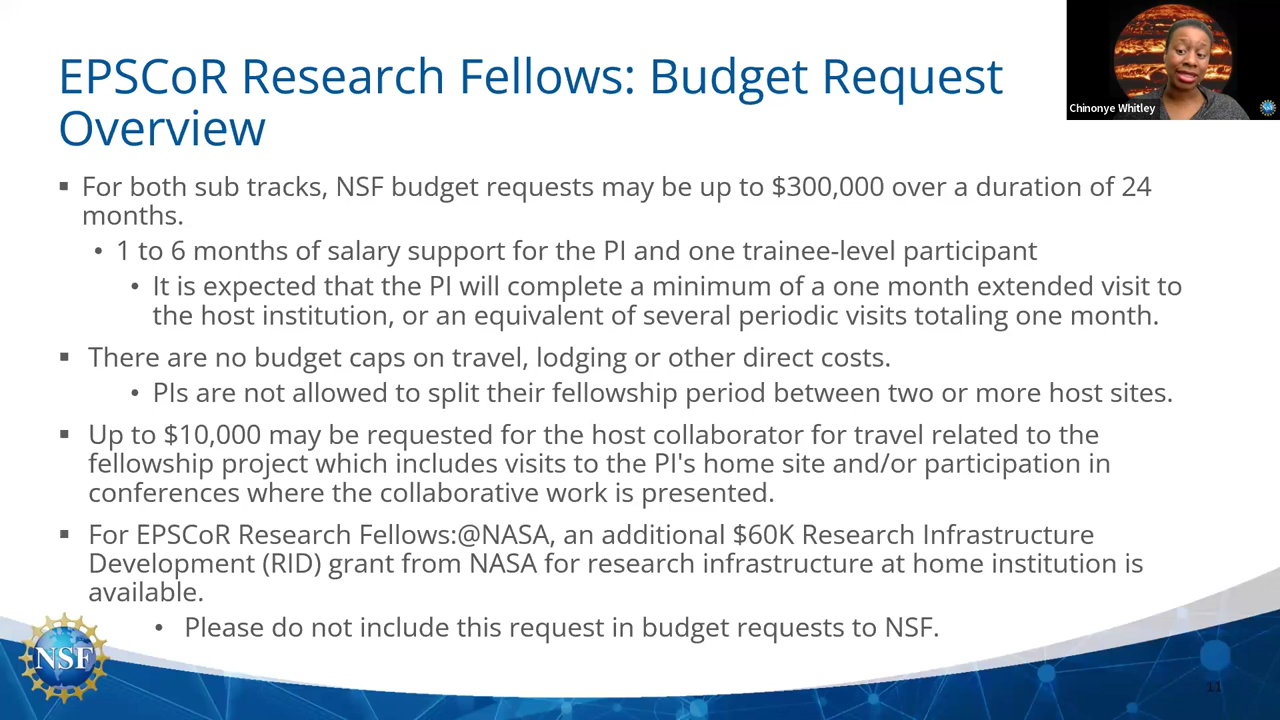 EPSCoR Research Fellows: Budget Request
Overview
Chinonye Whitley
▪ For both sub tracks, NSF budget requests may be up to $300,000 over a duration of 24
months.
• 1 to 6 months of salary support for the PI and one trainee-level participant
• It is expected that the PI will complete a minimum of a one month extended visit to
the host institution, or an equivalent of several periodic visits totaling one month.
▪ There are no budget caps on travel, lodging or other direct costs.
• PIs are not allowed to split their fellowship period between two or more host sites.
▪ Up to $10,000 may be requested for the host collaborator for travel related to the
fellowship project which includes visits to the PI's home site and/or participation in
conferences where the collaborative work is presented.
▪ For EPSCoR Research Fellows:@NASA, an additional $60K Research Infrastructure
Development (RID) grant from NASA for research infrastructure at home institution is
available.
• Please do not include this request in budget requests to NSF.
NSF
11